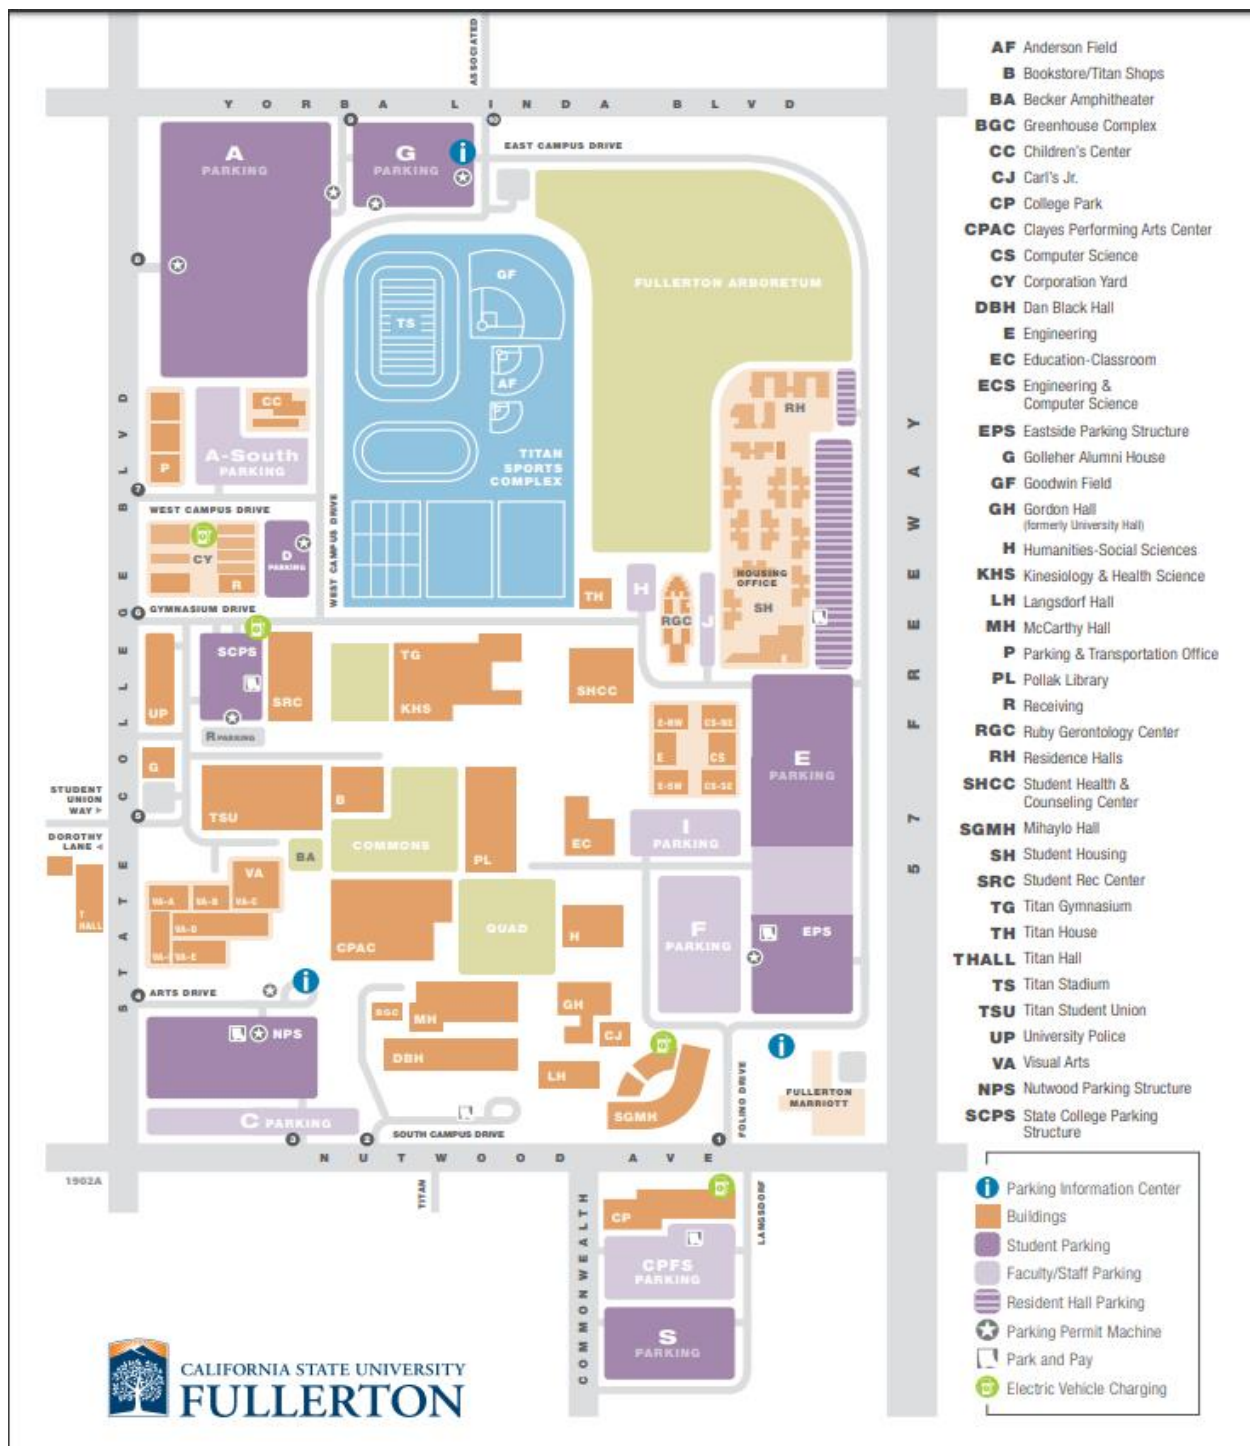 ASSOCIATED
YORBA LINDA BLVD
9
10
EAST CAMPUS DRIVE
A
PARKING
G
PARKING
i
8
GF
TS
AF
FULLERTON ARBORETUM
TITAN
SPORTS
COMPLEX
CC
A-South
PARKING
P
7
WEST CAMPUS DRIVE
WEST CAMPUS DRIVE
CY
R
D
PARKING
6
GYMNASIUM DRIVE
RH
HOUSING
OFFICE
SH
TH
H
RGC
J
STATE COLLEGE BLVD
57 FREEWAY
SCPS
UP
SRC
R PARKING
TG
KHS
SHCC
E-NW
CS-NE
E
CS
E-SW
CS-SE
E
PARKING
G
STUDENT
UNION
WAY
5
DOROTHY
LANE
T
HALL
TSU
B
COMMONS
PL
EC
I
PARKING
BA
VA
VA-A
VA-B
VA-C
VA-D
VA-E
CPAC
QUAD
H
F
PARKING
EPS
i
4
ARTS DRIVE
NPS
BGC
MH
DBH
GH
CJ
LH
SGMH
i
FOLINO DRIVE
FULLERTON
MARRIOTT
C PARKING
3
2
SOUTH CAMPUS DRIVE
1
NUTWOOD AVE
1902A
TITAN
COMMONWEALTH
LANGSDORF
CP
CPFS
PARKING
S
PARKING
CALIFORNIA STATE UNIVERSITY
FULLERTON
AF Anderson Field
B Bookstore/Titan Shops
BA Becker Amphitheater
BGC Greenhouse Complex
CC Children's Center
CJ Carl's Jr.
CP College Park
CPAC Clayes Performing Arts Center
CS Computer Science
CY Corporation Yard
DBH Dan Black Hall
E Engineering
EC Education-Classroom
ECS Engineering &
Computer Science
EPS Eastside Parking Structure
G Golleher Alumni House
GF Goodwin Field
GH Gordon Hall
(formerly University Hall)
H Humanities-Social Sciences
KHS Kinesiology & Health Science
LH Langsdorf Hall
MH McCarthy Hall
P Parking & Transportation Office
PL Pollak Library
R Receiving
RGC Ruby Gerontology Center
RH Residence Halls
SHCC Student Health &
Counseling Center
SGMH Mihaylo Hall
SH Student Housing
SRC Student Rec Center
TG Titan Gymnasium
TH Titan House
THALL Titan Hall
TS Titan Stadium
TSU Titan Student Union
UP University Police
VA Visual Arts
NPS Nutwood Parking Structure
SCPS State College Parking
Structure
i Parking Information Center
Buildings
Student Parking
Faculty/Staff Parking
Resident Hall Parking
Parking Permit Machine
Park and Pay
Electric Vehicle Charging